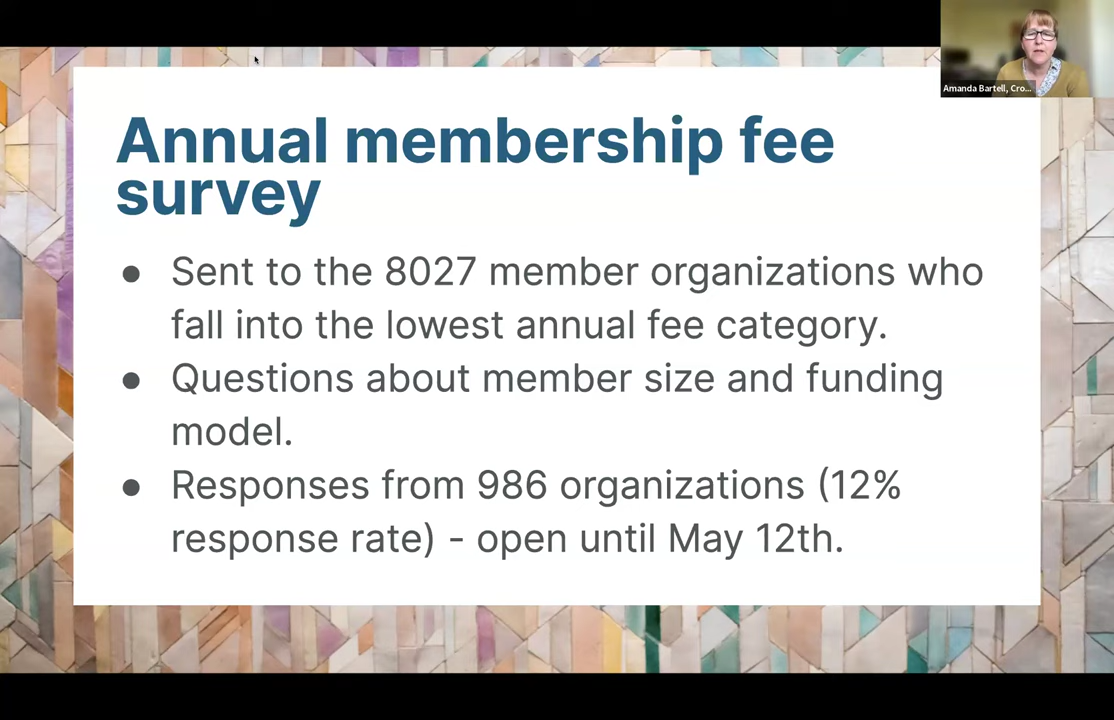 Amanda Bartell, Cro...
Annual membership fee
survey
● Sent to the 8027 member organizations who
fall into the lowest annual fee category.
● Questions about member size and funding
model.
● Responses from 986 organizations (12%
response rate) - open until May 12th.